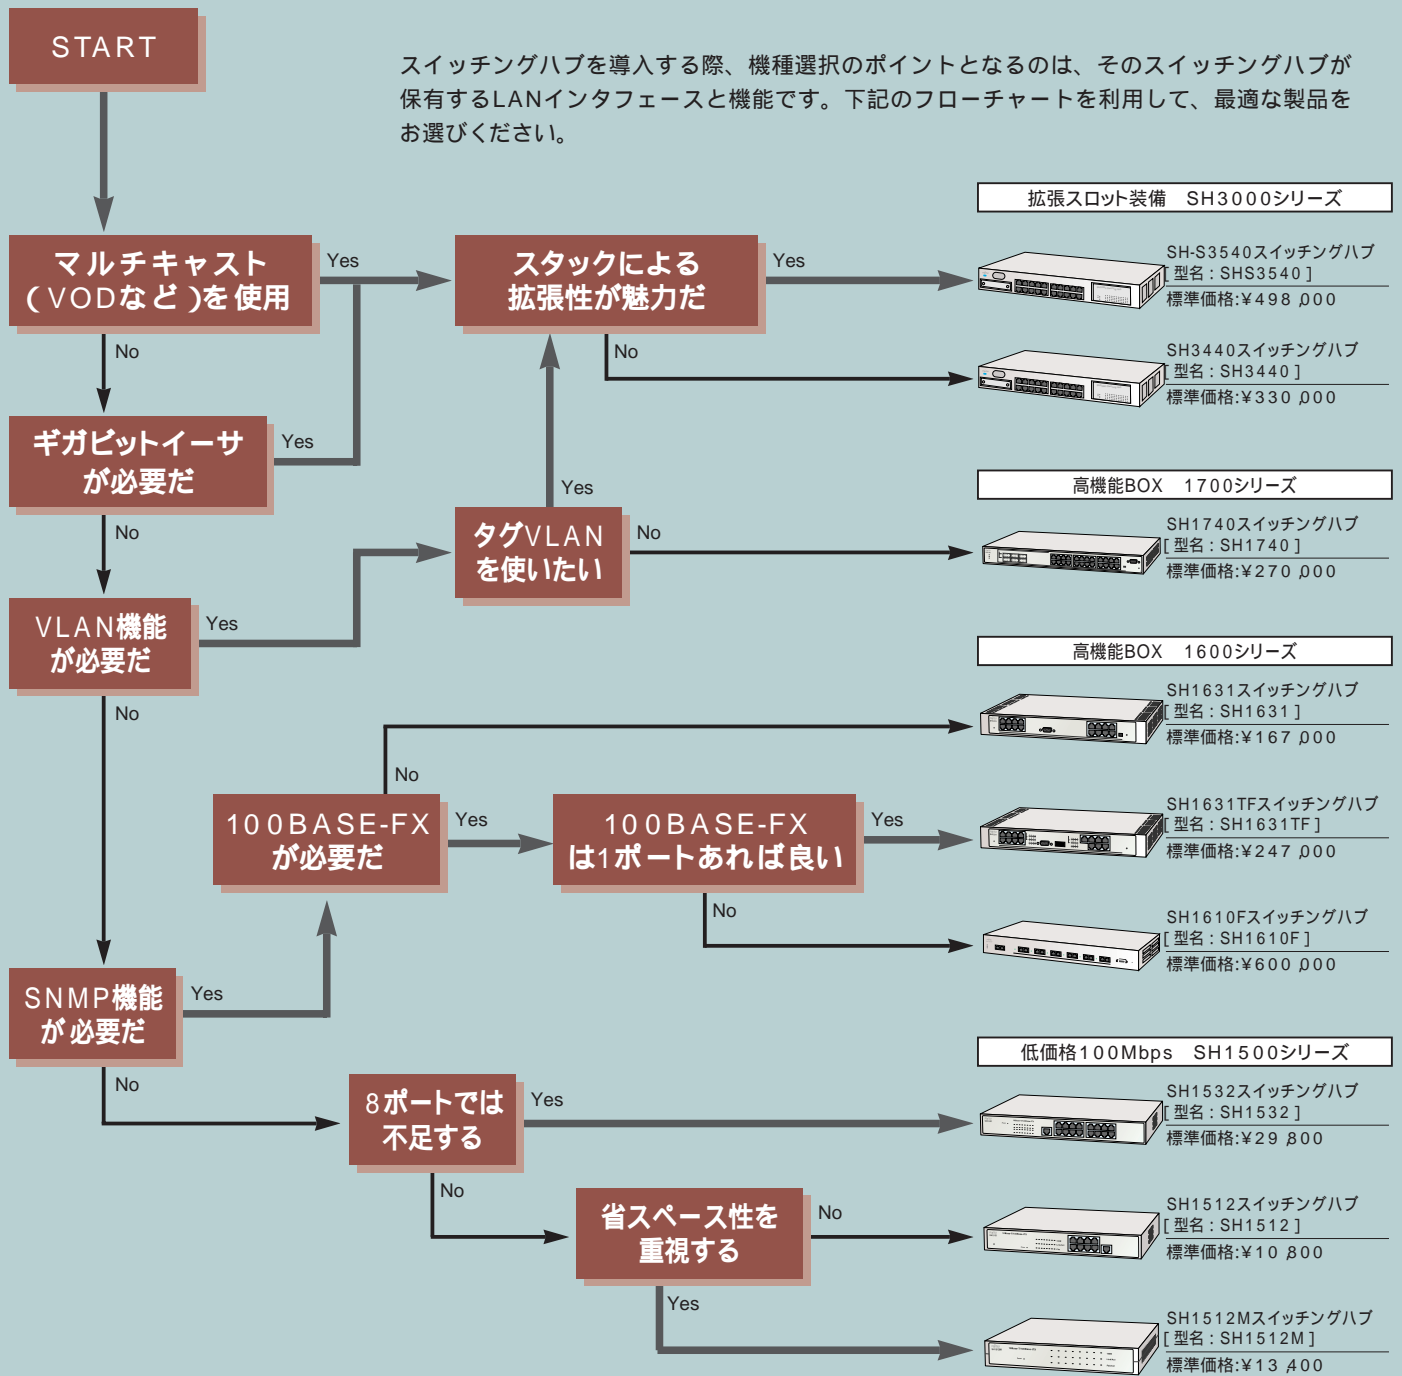 START
スイッチングハブを導入する際、機種選択のポイントとなるのは、そのスイッチングハブが
保有するLANインタフェースと機能です。下記のフローチャートを利用して、最適な製品を
お選びください。
拡張スロット装備 SH3000シリーズ
マルチキャスト
(VODなど)を使用
Yes
スタックによる
拡張性が魅力だ
Yes
SH-S3540スイッチングハブ
[型名:SHS3540]
標準価格:¥498,000
No
No
SH3440スイッチングハブ
[型名:SH3440]
標準価格:¥330,000
ギガビットイーサ
が必要だ
Yes
高機能BOX 1700シリーズ
Yes
No
タグVLAN
を使いたい
No
SH1740スイッチングハブ
[型名:SH1740]
標準価格:¥270,000
VLAN機能
が必要だ
Yes
高機能BOX 1600シリーズ
No
SH1631スイッチングハブ
[型名:SH1631]
標準価格:¥167,000
No
100BASE-FX
が必要だ
Yes
100BASE-FX
は1ポートあれば良い
Yes
SH1631TFスイッチングハブ
[型名:SH1631TF]
標準価格:¥247,000
No
SH1610Fスイッチングハブ
[型名:SH1610F]
標準価格:¥600,000
SNMP機能
が必要だ
Yes
低価格100Mbps SH1500シリーズ
No
8ポートでは
不足する
Yes
SH1532スイッチングハブ
[型名:SH1532]
標準価格:¥29,800
No
省スペース性を
重視する
No
SH1512スイッチングハブ
[型名:SH1512]
標準価格:¥10,800
Yes
SH1512Mスイッチングハブ
[型名:SH1512M]
標準価格:¥13,400